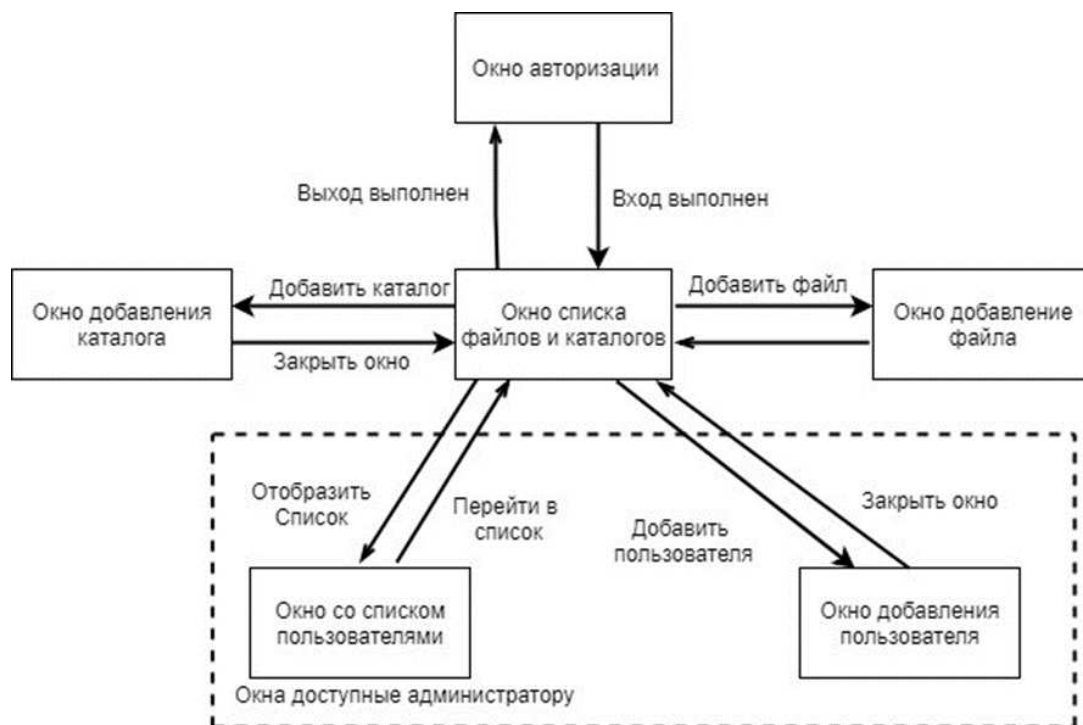 Окно авторизации
Выход выполнен
Вход выполнен
Добавить каталог
Добавить файл
Окно добавления
каталога
Окно списка
файлов и каталогов
Окно добавление
файла
Закрыть окно
Отобразить
Список
Перейти в
список
Добавить
пользователя
Закрыть окно
Окно со списком
пользователями
Окно добавления
пользователя
Окна доступные администратору